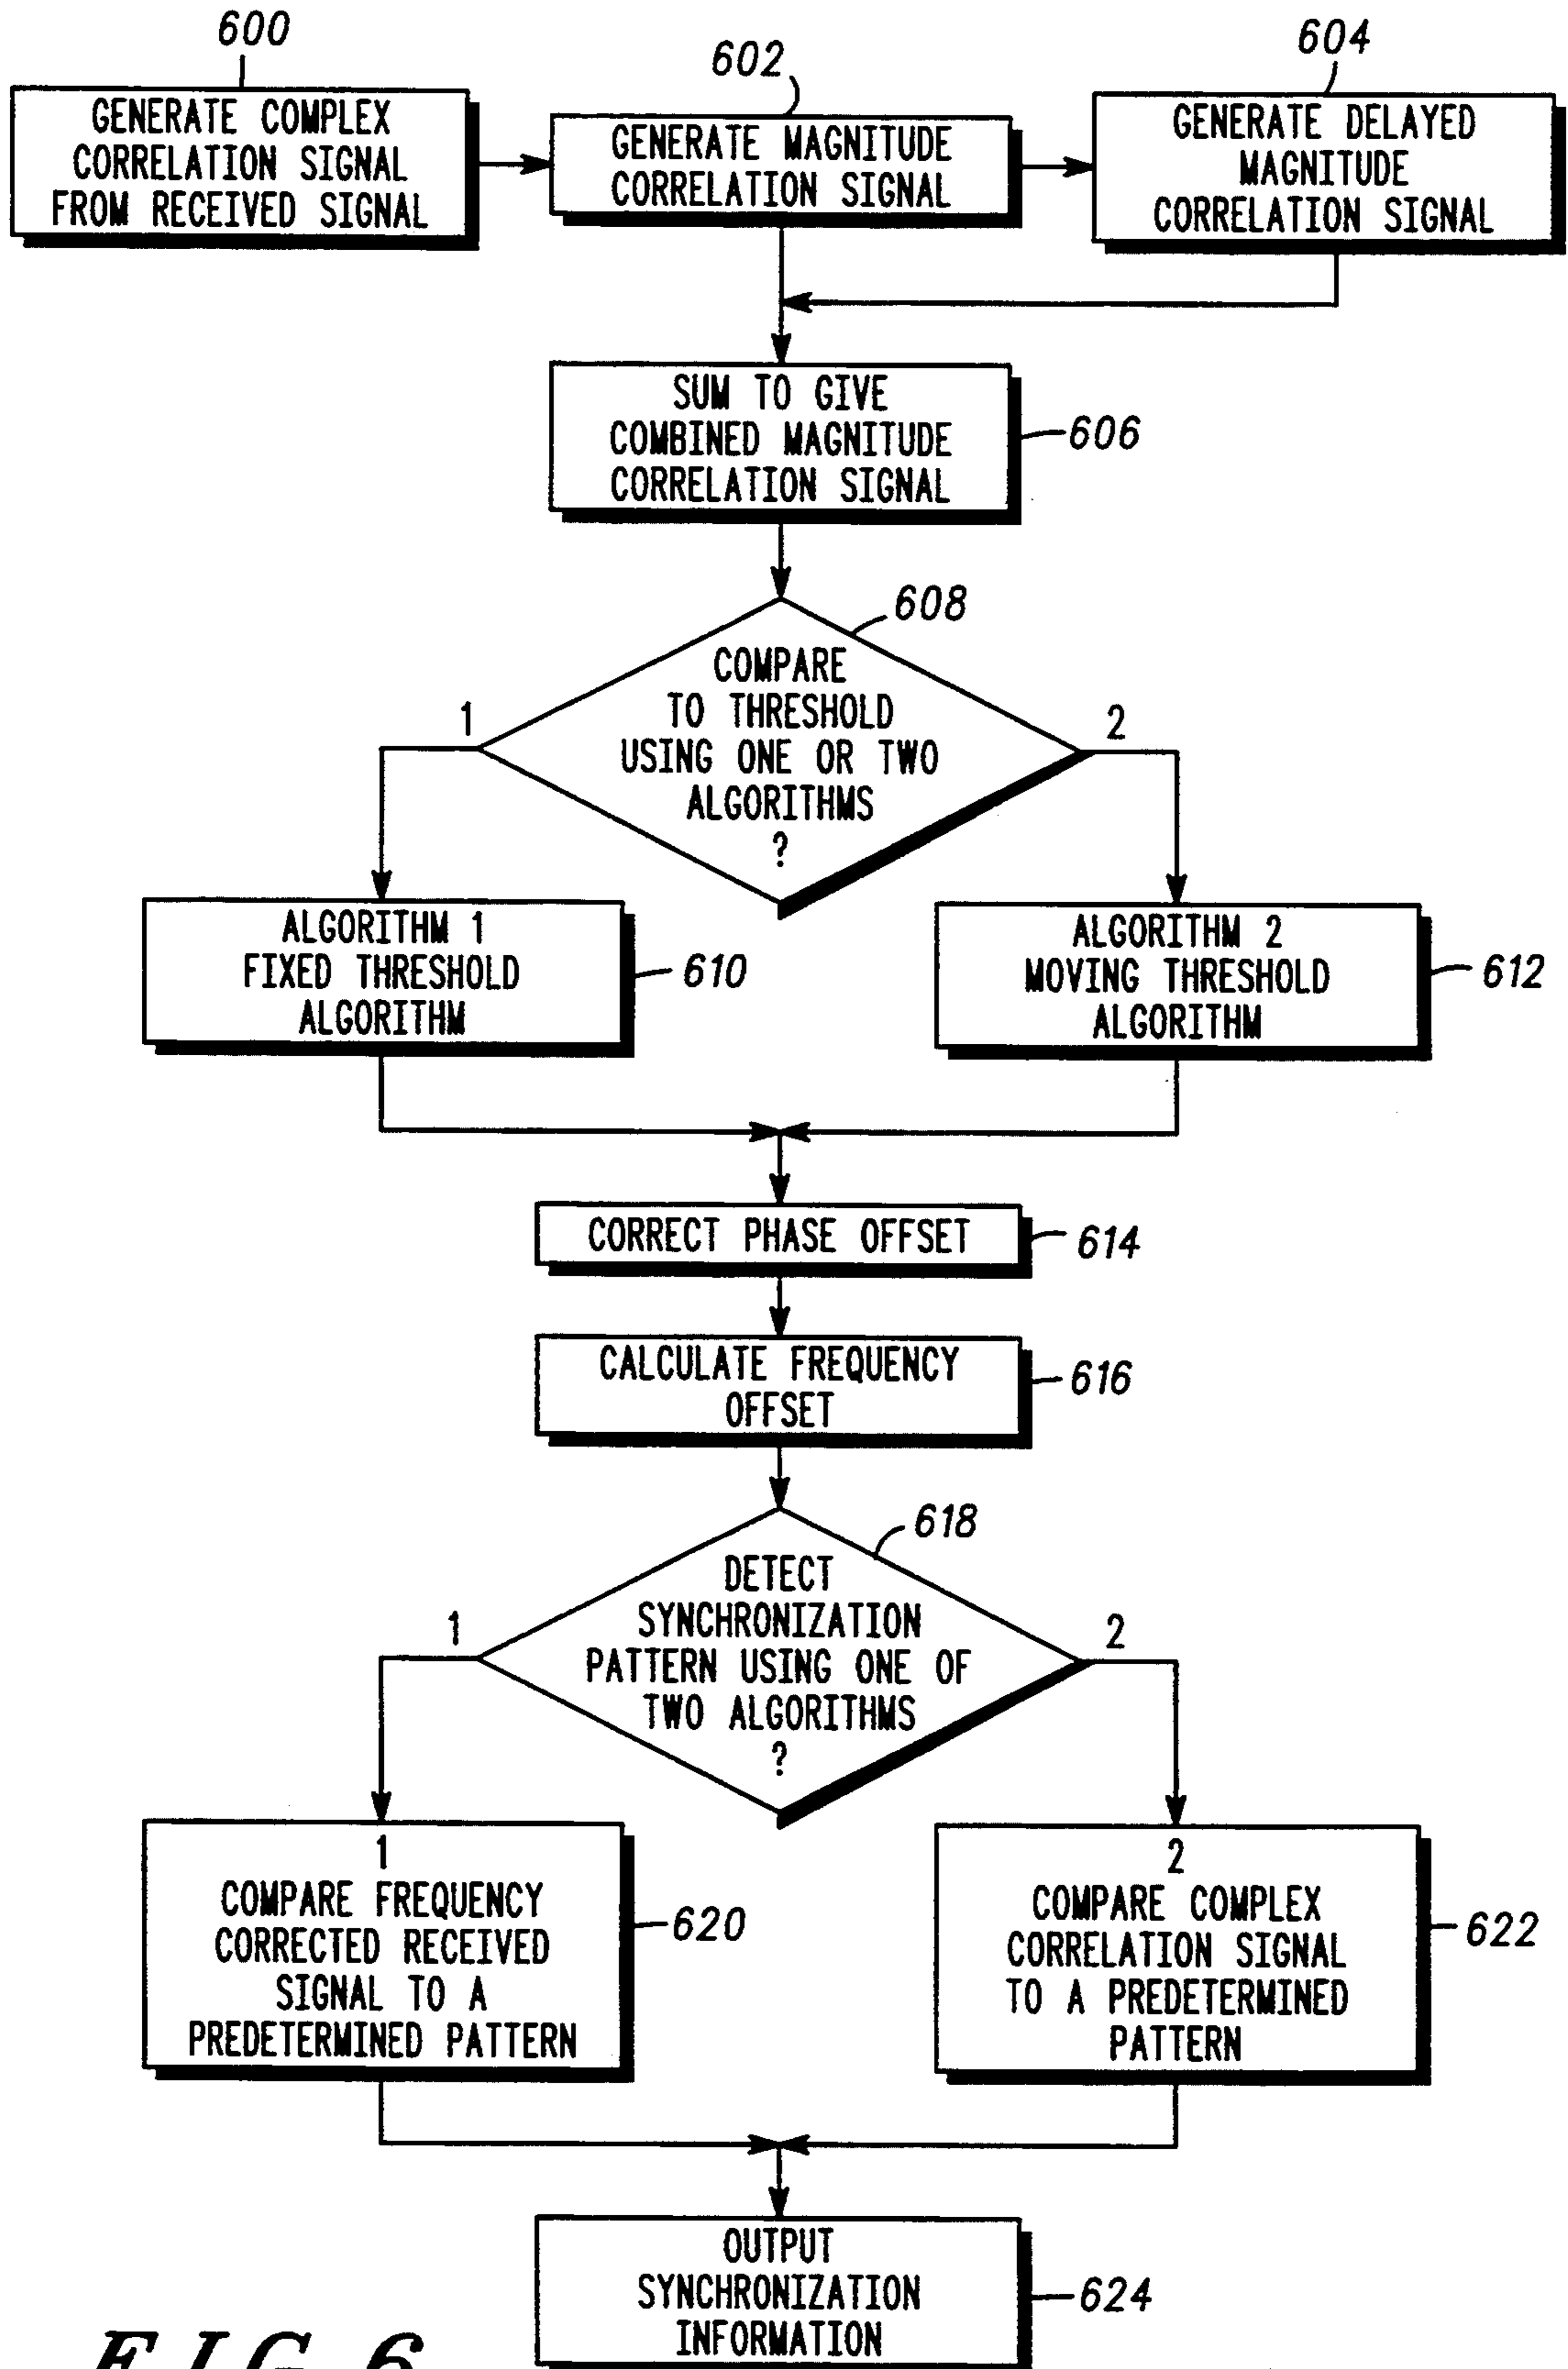 600
GENERATE COMPLEX
CORRELATION SIGNAL
FROM RECEIVED SIGNAL
602
GENERATE MAGNITUDE
CORRELATION SIGNAL
604
GENERATE DELAYED
MAGNITUDE
CORRELATION SIGNAL
SUM TO GIVE
COMBINED MAGNITUDE
CORRELATION SIGNAL
606
608
COMPARE
TO THRESHOLD
USING ONE OR TWO
ALGORITHMS
?
1
2
ALGORITHM 1
FIXED THRESHOLD
ALGORITHM
610
ALGORITHM 2
MOVING THRESHOLD
ALGORITHM
612
CORRECT PHASE OFFSET
614
CALCULATE FREQUENCY
OFFSET
616
618
DETECT
SYNCHRONIZATION
PATTERN USING ONE OF
TWO ALGORITHMS
?
1
2
1
COMPARE FREQUENCY
CORRECTED RECEIVED
SIGNAL TO A
PREDETERMINED PATTERN
620
2
COMPARE COMPLEX
CORRELATION SIGNAL
TO A PREDETERMINED
PATTERN
622
OUTPUT
SYNCHRONIZATION
INFORMATION
624
FIG. 6